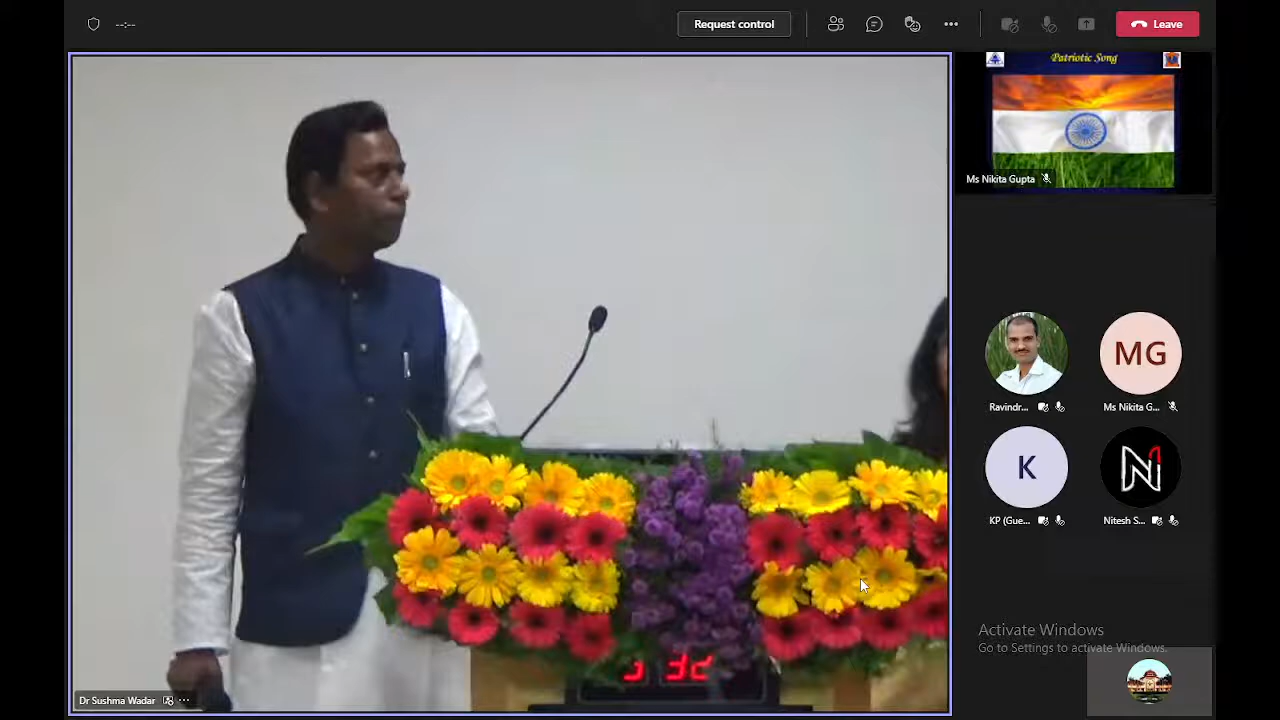 --:--
Request control
Leave
Patriotic Song
Ms Nikita Gupta
Ravindr...
MG
Ms Nikita G...
K
KP (Gue...
N
Nitesh S...
Activate Windows
Go to Settings to activate Windows.
Dr Sushma Wadar